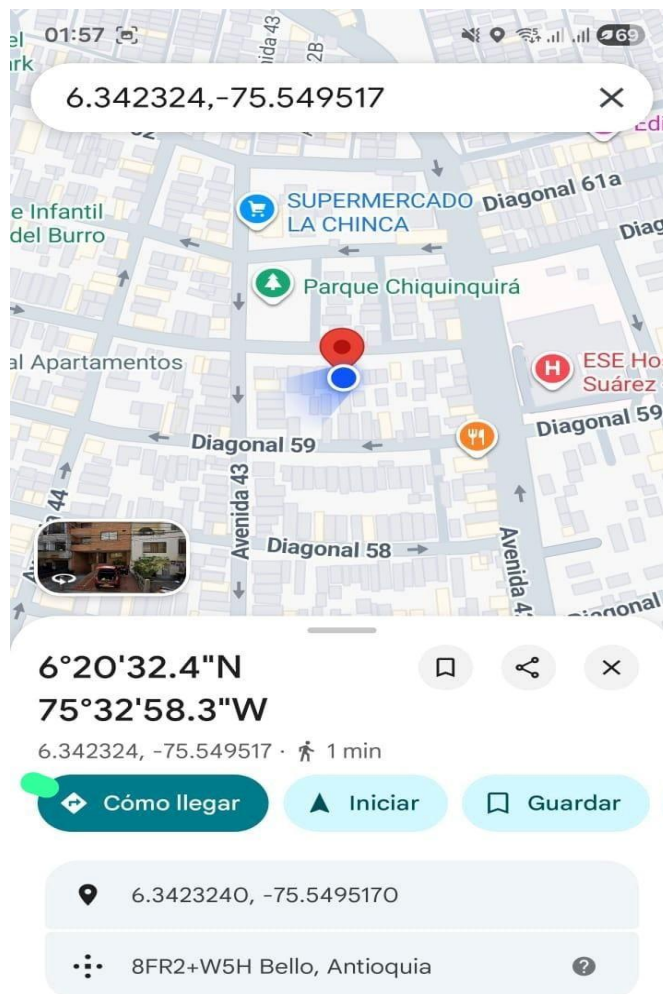 01:57
69
6.342324,-75.549517
SUPERMERCADO
LA CHINCA
Diagonal 61a
e Infantil
del Burro
Parque Chiquinquirá
al Apartamentos
ESE Ho
Suárez
Diagonal 59
Diagonal 59
Avenida 43
Diagonal 58
6°20'32.4"N
75°32'58.3"W
6.342324, -75.549517 · 1 min
Cómo llegar
Iniciar
Guardar
6.3423240, -75.5495170
8FR2+W5H Bello, Antioquia